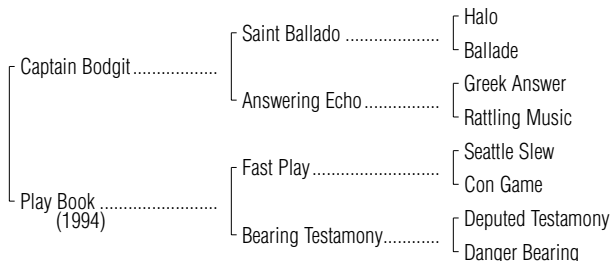 Halo
Saint Ballado ...................
Ballade
Captain Bodgit.................
Greek Answer
Answering Echo...............
Rattling Music
Seattle Slew
Fast Play.........................
Con Game
Play Book .......................
(1994)
Deputed Testamony
Bearing Testamony...........
Danger Bearing